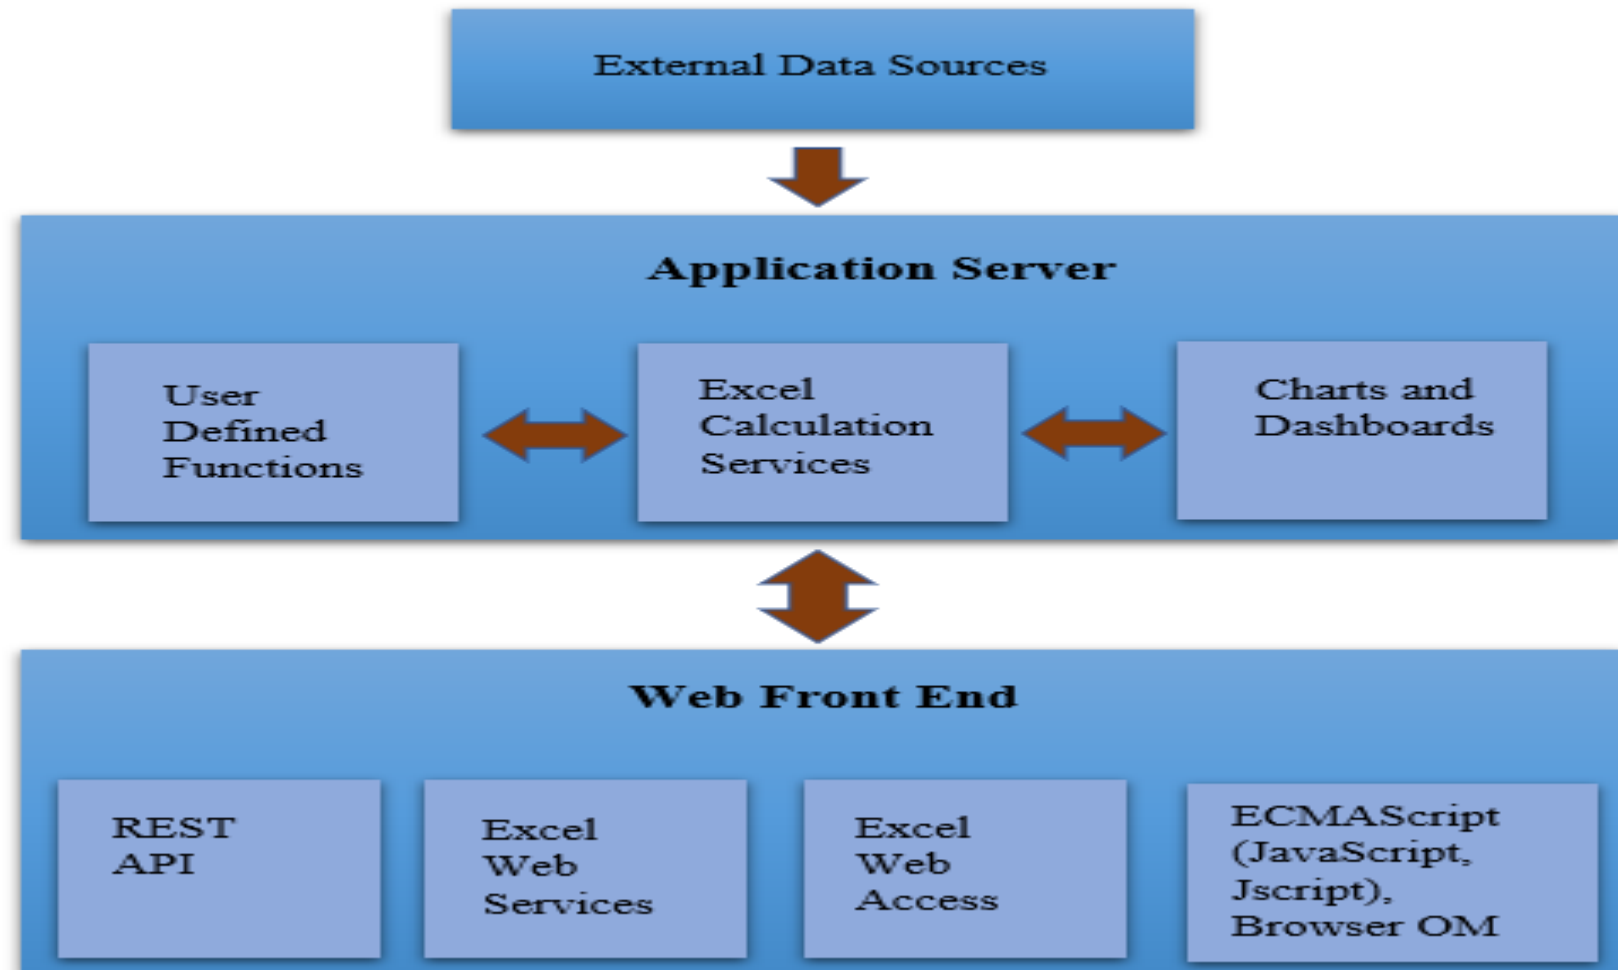 External Data Sources
Application Server
User
Defined
Functions
Excel
Calculation
Services
Charts and
Dashboards
Web Front End
REST
API
Excel
Web
Services
Excel
Web
Access
ECMAScript
(JavaScript,
Jscript),
Browser OM